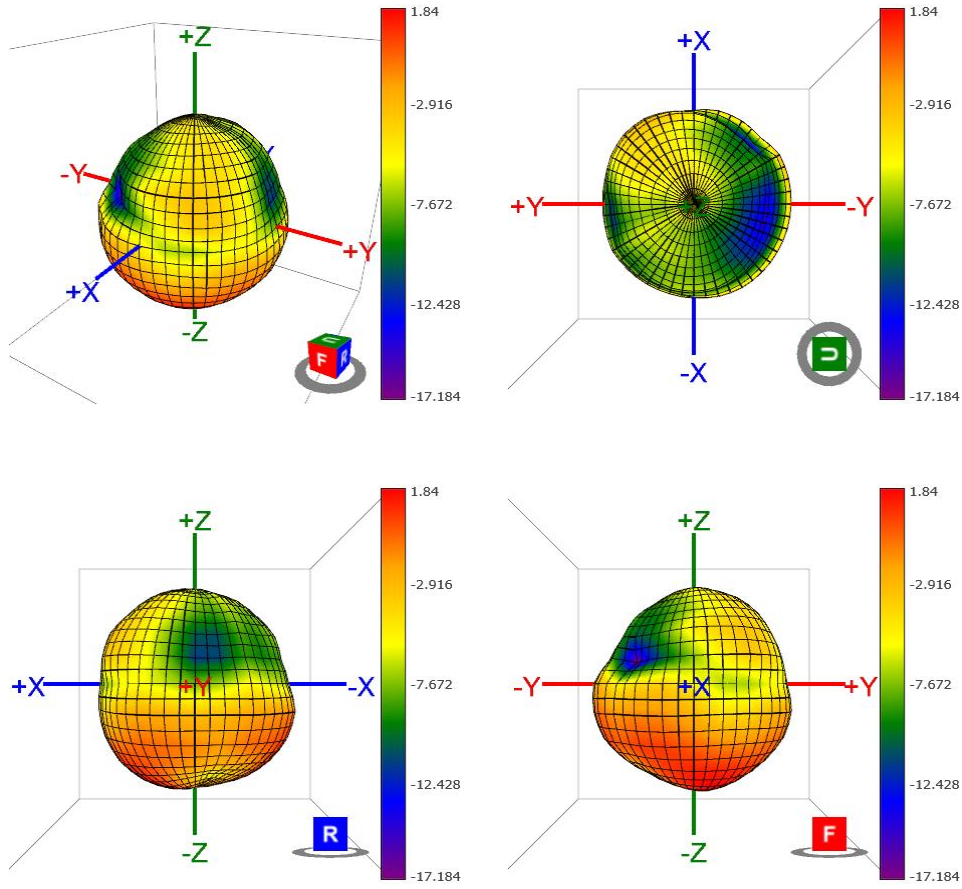 +Z
-Y
Y
+Y
+X
-Z
U
F R
1.84
-2.916
-7.672
-12.428
-17.184
+X
+Y
-Y
-X
U
1.84
-2.916
-7.672
-12.428
-17.184
+Z
+X
+Y
-X
-Z
R
1.84
-2.916
-7.672
-12.428
-17.184
+Z
-Y
+X
+Y
-Z
F
1.84
-2.916
-7.672
-12.428
-17.184